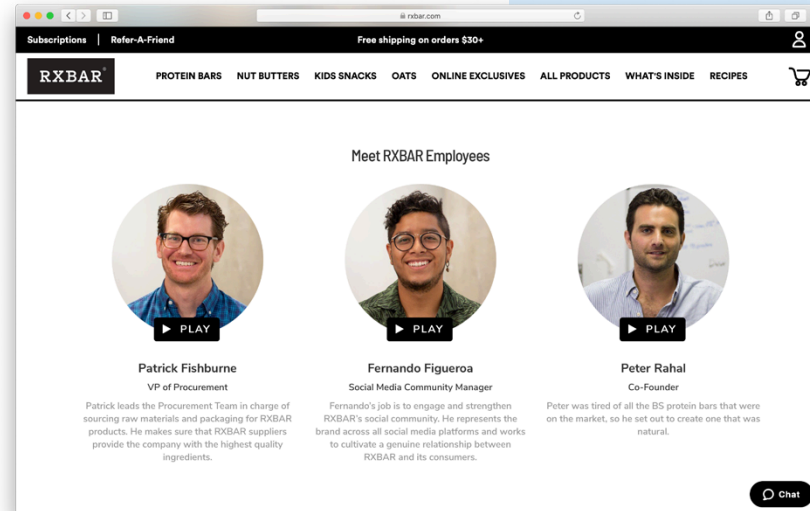 rxbar.com
Subscriptions | Refer-A-Friend Free shipping on orders $30+
RXBAR® PROTEIN BARS NUT BUTTERS KIDS SNACKS OATS ONLINE EXCLUSIVES ALL PRODUCTS WHAT'S INSIDE RECIPES
Meet RXBAR Employees
PLAY PLAY PLAY
Patrick Fishburne
VP of Procurement
Patrick leads the Procurement Team in charge of
sourcing raw materials and packaging for RXBAR
products. He makes sure that RXBAR suppliers
provide the company with the highest quality
ingredients.
Fernando Figueroa
Social Media Community Manager
Fernando's job is to engage and strengthen
RXBAR's social community. He represents the
brand across all social media platforms and works
to cultivate a genuine relationship between
RXBAR and its consumers.
Peter Rahal
Co-Founder
Peter was tired of all the BS protein bars that were
on the market, so he set out to create one that was
natural.
Chat